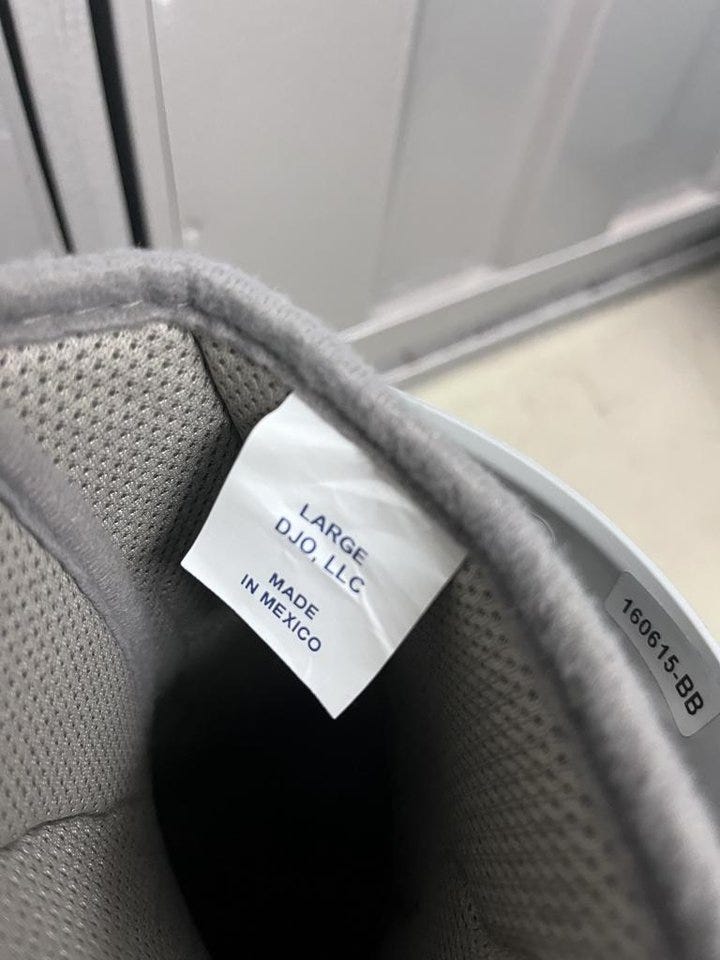 LARGE
DJO, LLC
MADE
IN MEXICO
160615-BB